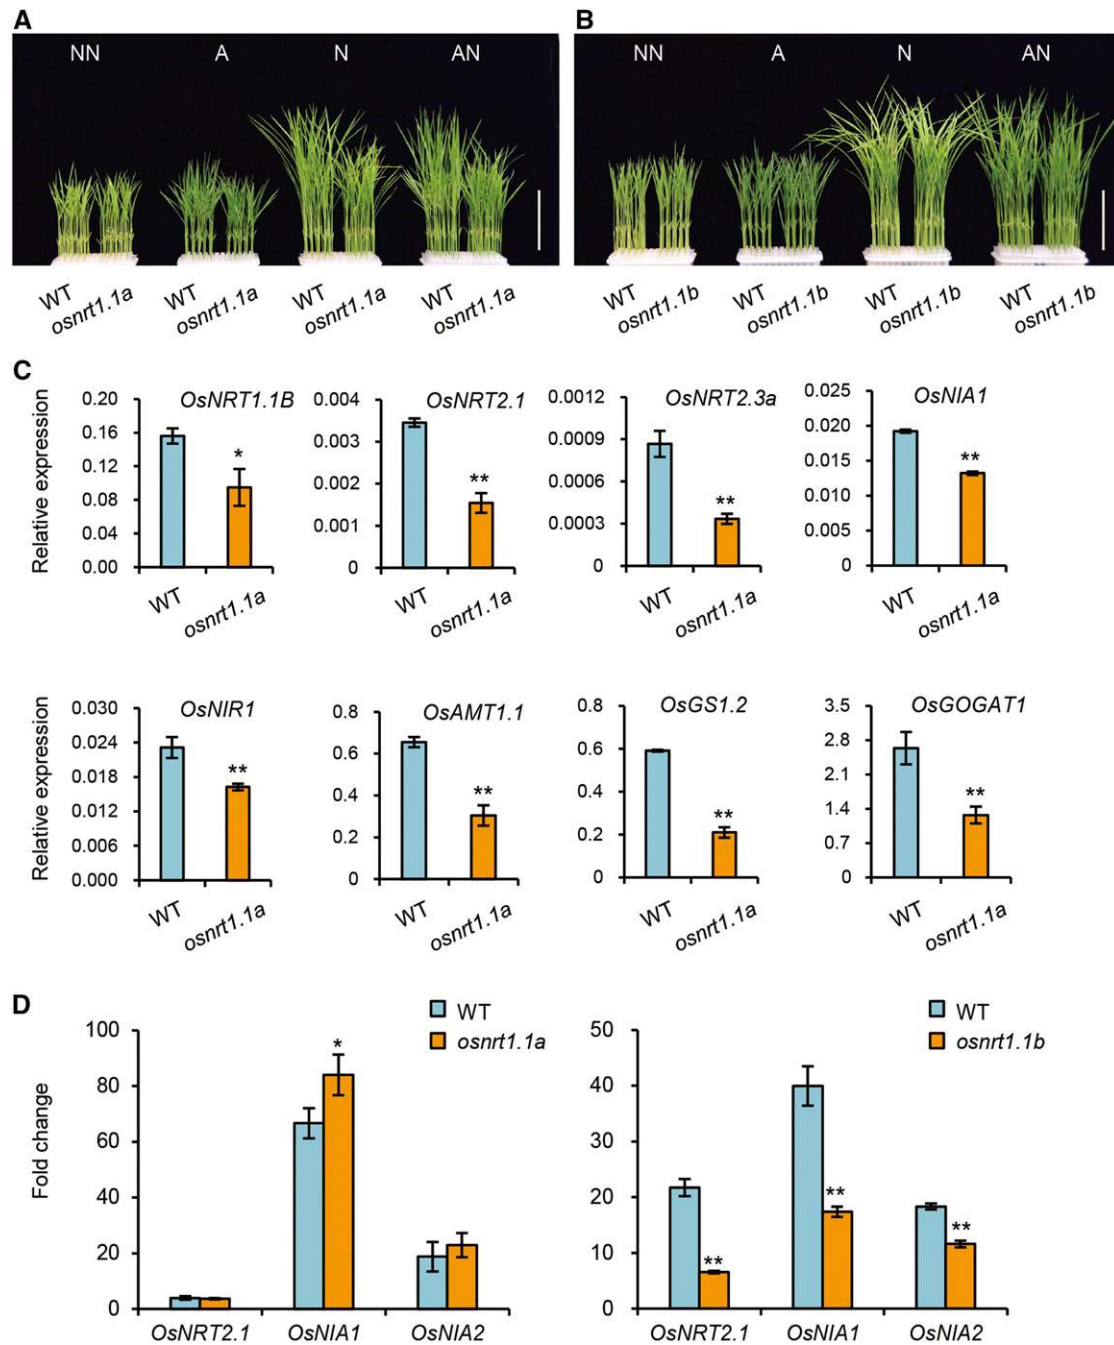 A
B
NN A N AN
NN A N AN
WT osnrt1.1a WT osnrt1.1a WT osnrt1.1a WT osnrt1.1a
WT osnrt1.1b WT osnrt1.1b WT osnrt1.1b WT osnrt1.1b
C
Relative expression
OsNRT1.1B
0.20
0.16
0.12
0.08
0.04
0.00
*
WT osnrt1.1a
OsNRT2.1
0.004
0.003
0.002
0.001
0
**
WT osnrt1.1a
OsNRT2.3a
0.0012
0.0009
0.0006
0.0003
0
**
WT osnrt1.1a
OsNIA1
0.025
0.020
0.015
0.010
0.005
0
**
WT osnrt1.1a
Relative expression
OsNIR1
0.030
0.024
0.018
0.012
0.006
0.000
**
WT osnrt1.1a
OsAMT1.1
0.8
0.6
0.4
0.2
0
**
WT osnrt1.1a
OsGS1.2
0.8
0.6
0.4
0.2
0
**
WT osnrt1.1a
OsGOGAT1
3.5
2.8
2.1
1.4
0.7
0
**
WT osnrt1.1a
D
Fold change
WT
osnrt1.1a
100
80
60
40
20
0
*
OsNRT2.1 OsNIA1 OsNIA2
WT
osnrt1.1b
50
40
30
20
10
0
** ** **
OsNRT2.1 OsNIA1 OsNIA2